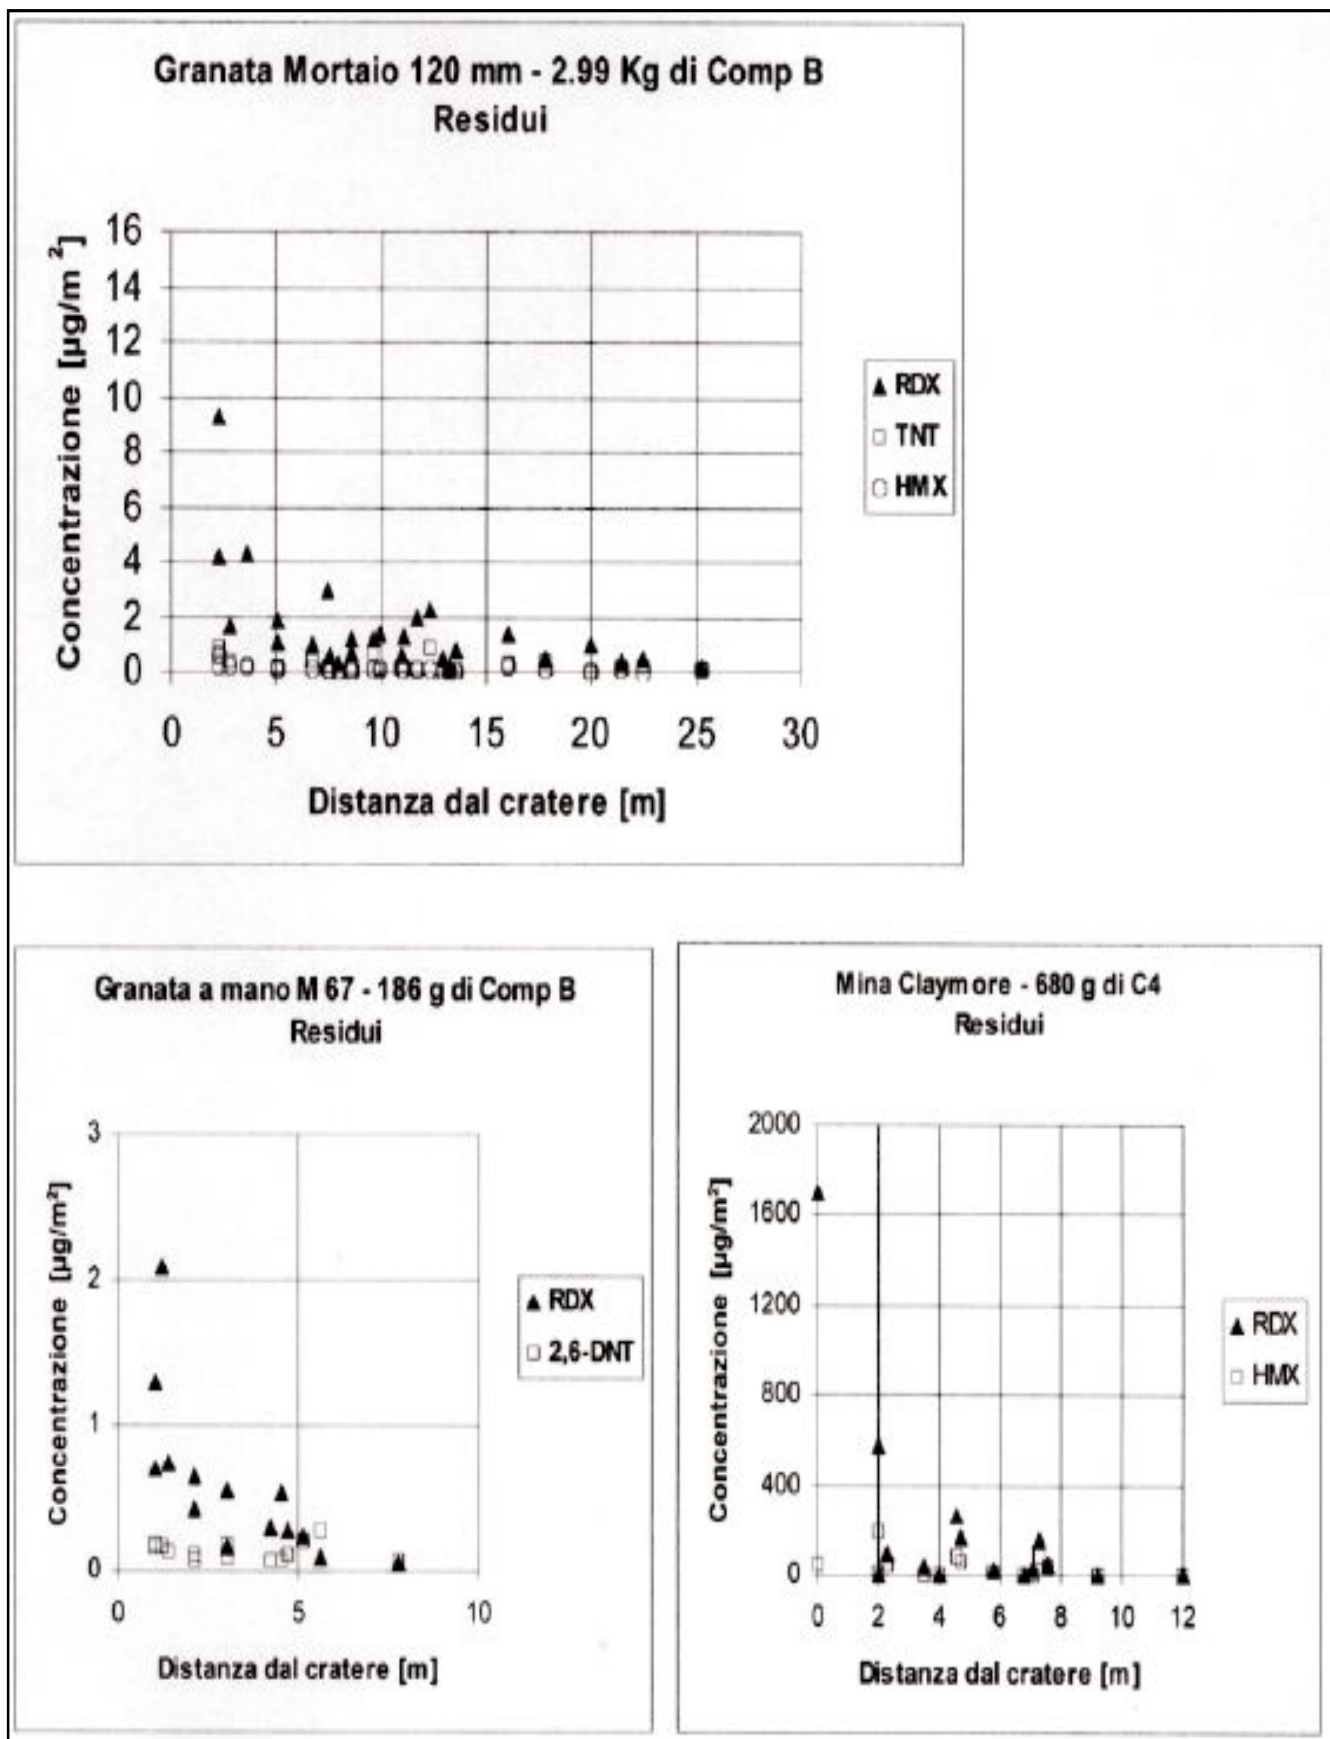 Granata Mortaio 120 mm - 2.99 Kg di Comp B
Residui
Concentrazione [µg/m²]
16
14
12
10
8
6
4
2
0
0 5 10 15 20 25 30
Distanza dal cratere [m]
RDX
TNT
HMX
Granata a mano M 67 - 186 g di Comp B
Residui
Concentrazione [µg/m²]
3
2
1
0
0 5 10
Distanza dal cratere [m]
RDX
2,6-DNT
Mina Claymore - 680 g di C4
Residui
Concentrazione [µg/m²]
2000
1600
1200
800
400
0
0 2 4 6 8 10 12
Distanza dal cratere [m]
RDX
HMX